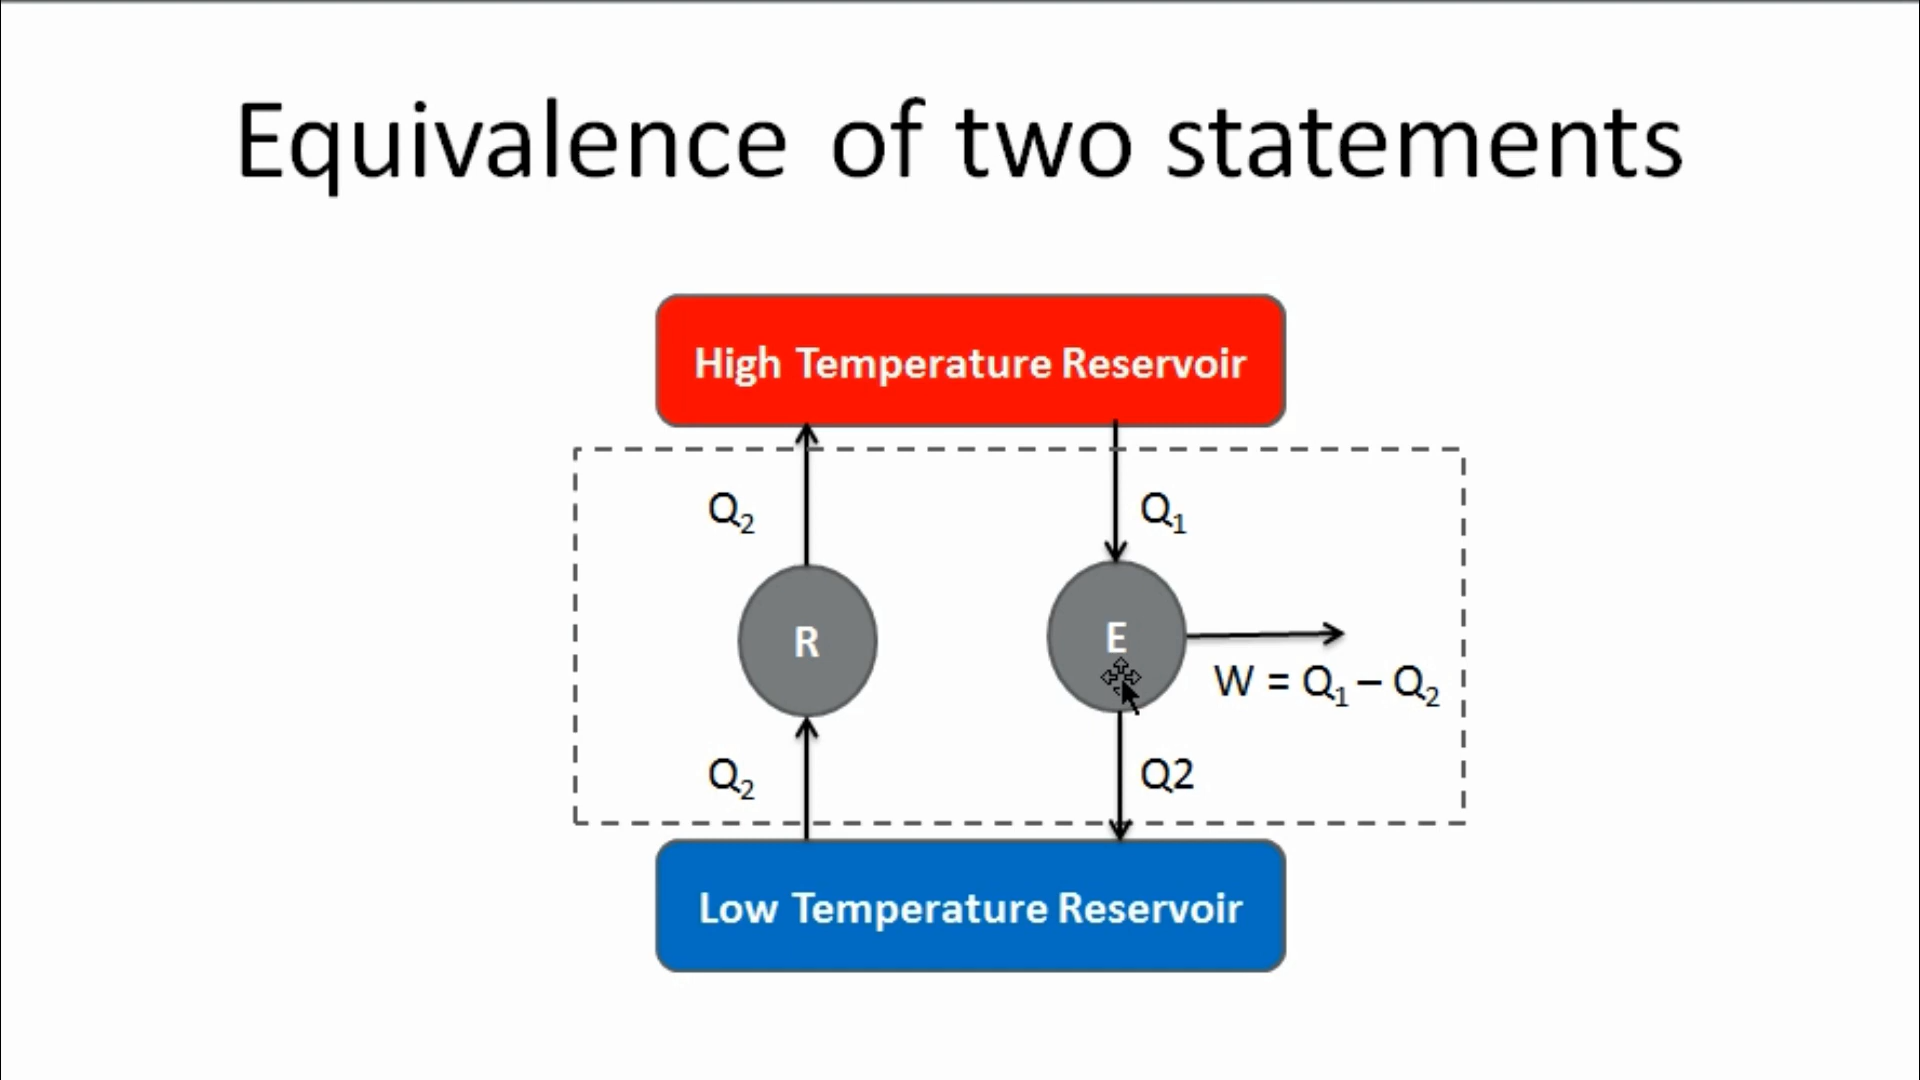 Equivalence of two statements
High Temperature Reservoir
Q₂
Q₁
R
E
W = Q₁ – Q₂
Q₂
Q2
Low Temperature Reservoir